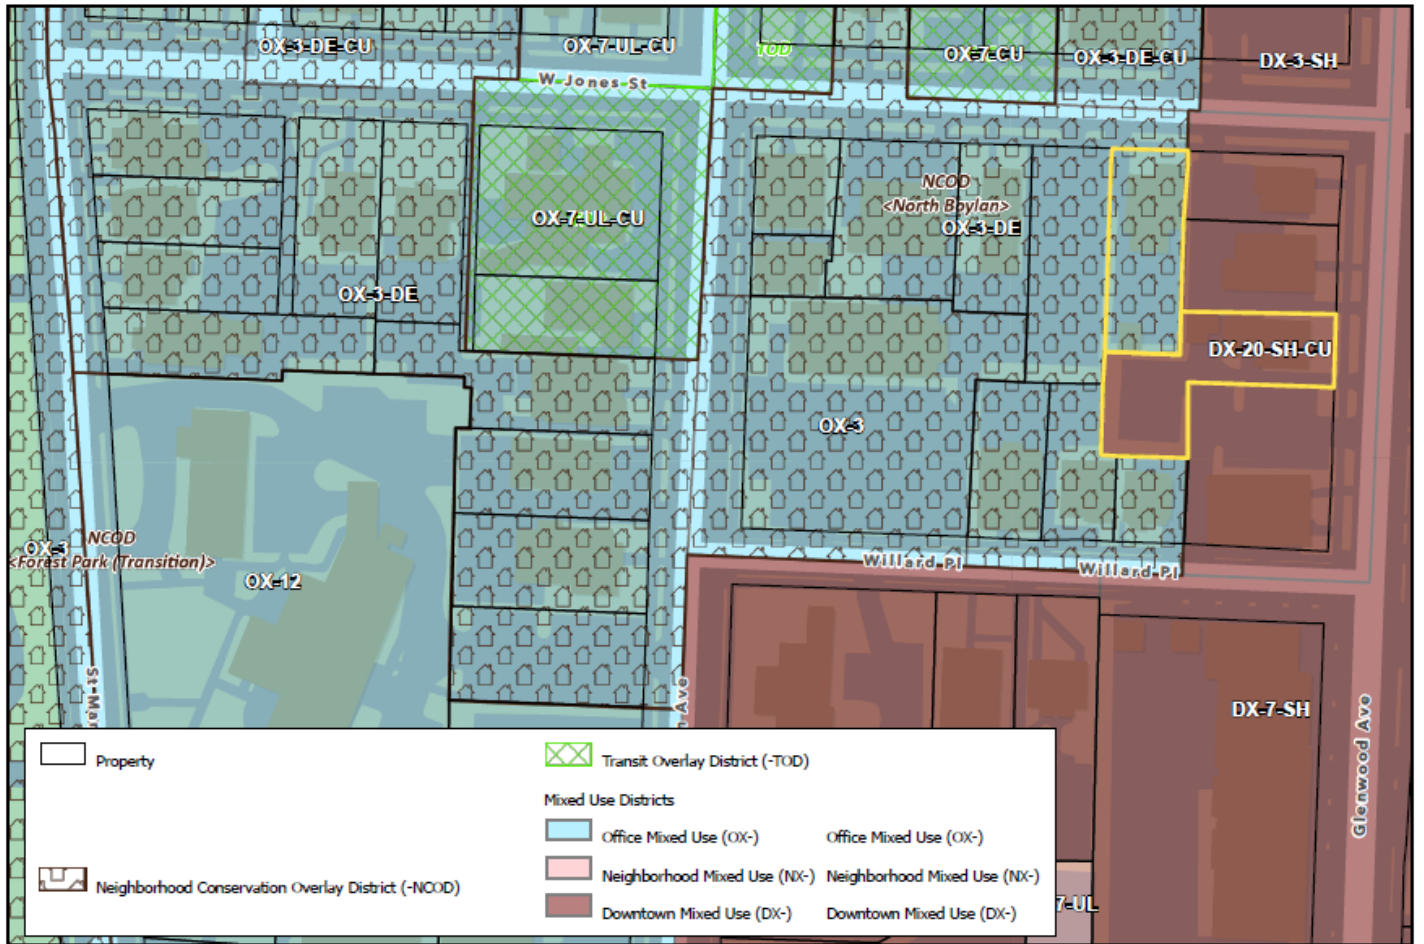 OX-3-DE-CU
OX-7-UL-CU
TOD
OX-7-CU
OX-3-DE-CU
DX-3-SH
W Jones St
NCOD
<North Boylan>
OX-3-DE
OX-7-UL-CU
OX-3-DE
DX-20-SH-CU
OX-3
NCOD
OX-3
<Forest Park (Transition)>
OX-12
Willard Pl
Willard Pl
St-Mar
Ave
DX-7-SH
Glenwood Ave
Property
Neighborhood Conservation Overlay District (-NCOD)
Transit Overlay District (-TOD)
Mixed Use Districts
Office Mixed Use (OX-) Office Mixed Use (OX-)
Neighborhood Mixed Use (NX-) Neighborhood Mixed Use (NX-)
Downtown Mixed Use (DX-) Downtown Mixed Use (DX-)
7-UL